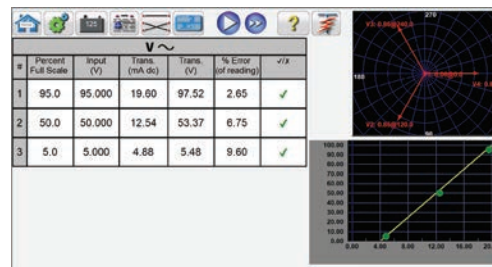 125
?
V ~
# Percent Full Scale Input (V) Trans. (mA dc) Trans. (V) % Error (of reading) √/x
1 95.0 95.000 19.60 97.52 2.65 ✓
2 50.0 50.000 12.54 53.37 6.75 ✓
3 5.0 5.000 4.88 5.48 9.60 ✓
270
180
90
100.00
90.00
80.00
70.00
60.00
50.00
40.00
30.00
20.00
10.00
0.00 4.00 8.00 12.00 16.00